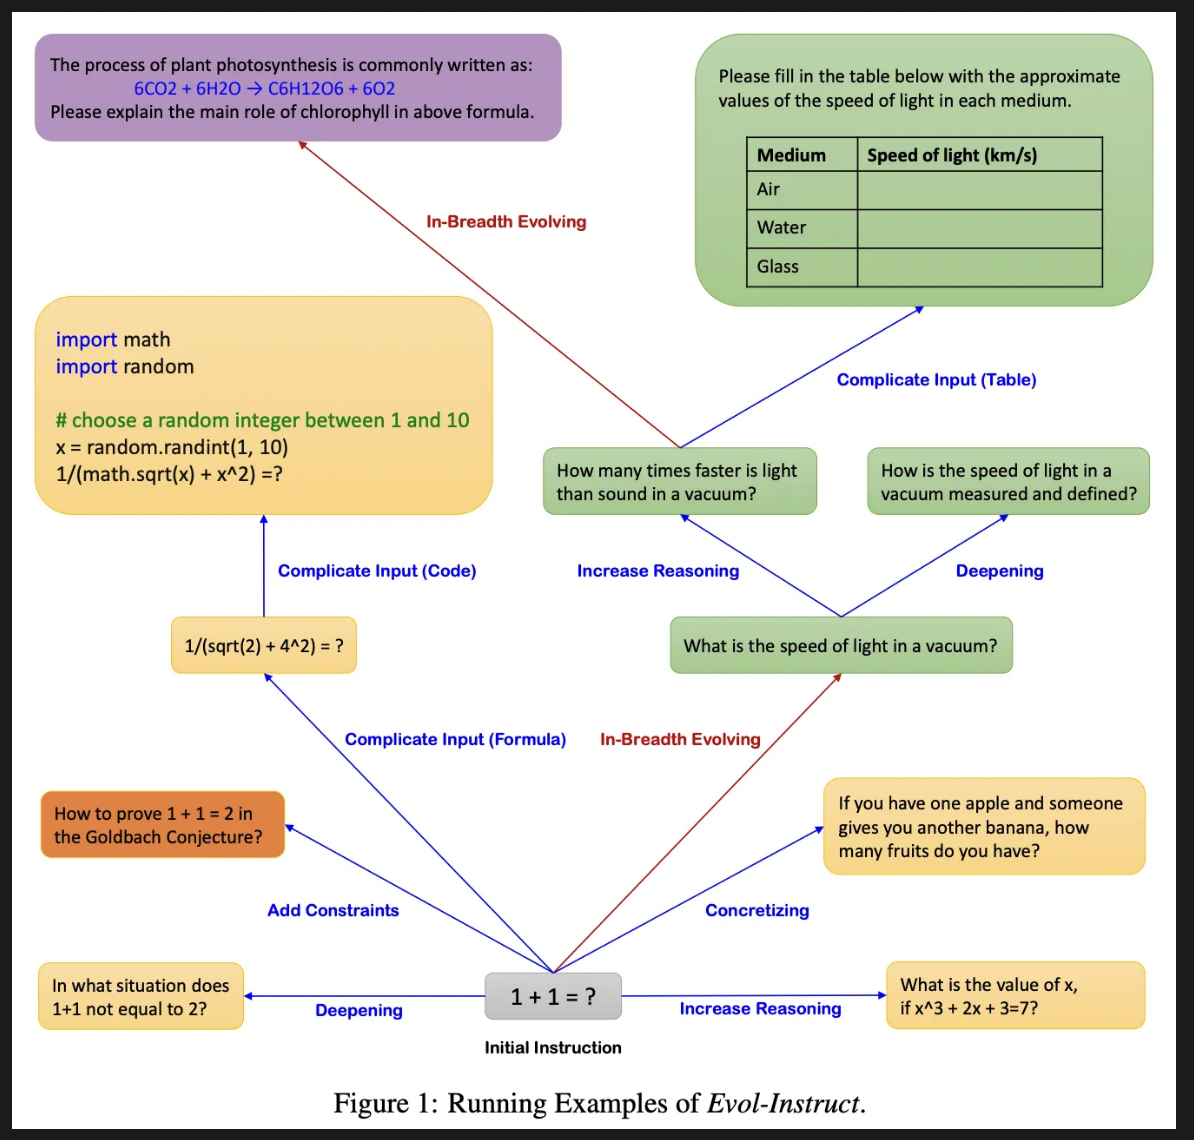 The process of plant photosynthesis is commonly written as:
6CO2 + 6H2O → C6H12O6 + 6O2
Please explain the main role of chlorophyll in above formula.
Please fill in the table below with the approximate
values of the speed of light in each medium.
Medium Speed of light (km/s)
Air
Water
Glass
In-Breadth Evolving
Complicate Input (Table)
import math
import random
# choose a random integer between 1 and 10
x = random.randint(1, 10)
1/(math.sqrt(x) + x^2) =?
How many times faster is light
than sound in a vacuum?
How is the speed of light in a
vacuum measured and defined?
Complicate Input (Code)
Increase Reasoning
Deepening
1/(sqrt(2) + 4^2) = ?
What is the speed of light in a vacuum?
Complicate Input (Formula)
In-Breadth Evolving
How to prove 1 + 1 = 2 in
the Goldbach Conjecture?
If you have one apple and someone
gives you another banana, how
many fruits do you have?
Add Constraints
Concretizing
In what situation does
1+1 not equal to 2?
Deepening
1 + 1 = ?
Increase Reasoning
What is the value of x,
if x^3 + 2x + 3=7?
Initial Instruction
Figure 1: Running Examples of Evol-Instruct.